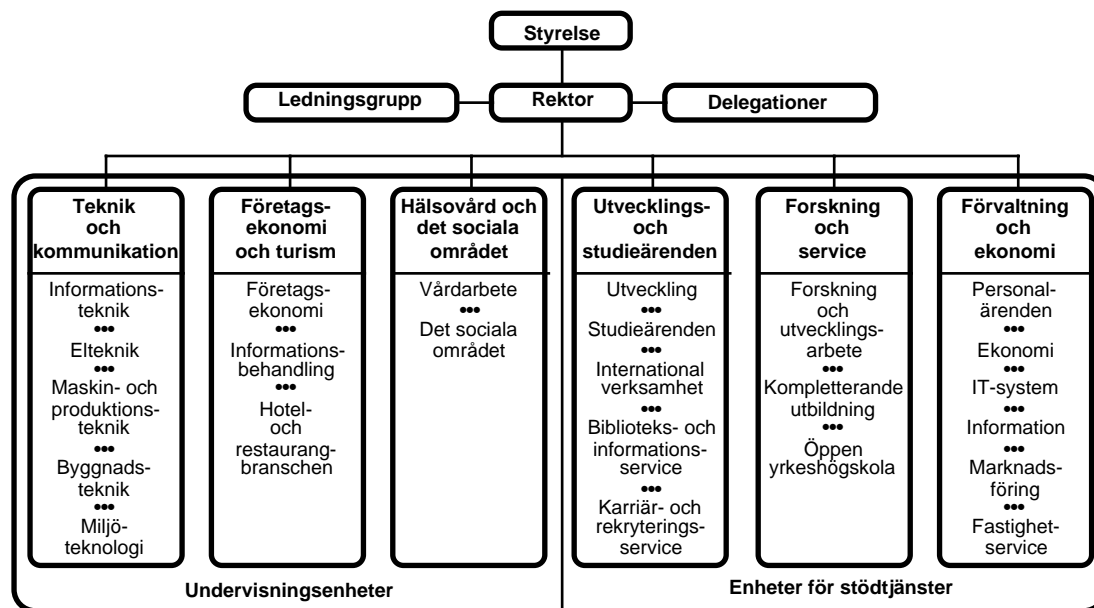 Styrelse
Ledningsgrupp
Rektor
Delegationer
Teknik
och
kommunikation
Informations-
teknik
•••
Elteknik
•••
Maskin- och
produktions-
teknik
•••
Byggnads-
teknik
•••
Miljö-
teknologi
Företags-
ekonomi
och turism
Företags-
ekonomi
•••
Informations-
behandling
•••
Hotel-
och
restaurang-
branschen
Hälsovård och
det sociala
området
Vårdarbete
•••
Det sociala
området
Undervisningsenheter
Utvecklings-
och
studieärenden
Utveckling
•••
Studieärenden
•••
International
verksamhet
•••
Biblioteks- och
informations-
service
•••
Karriär- och
rekryterings-
service
Forskning
och
service
Forskning
och
utvecklings-
arbete
•••
Kompletterande
utbildning
•••
Öppen
yrkeshögskola
Förvaltning
och
ekonomi
Personal-
ärenden
•••
Ekonomi
•••
IT-system
•••
Information
•••
Marknads-
föring
•••
Fastighet-
service
Enheter för stödtjänster